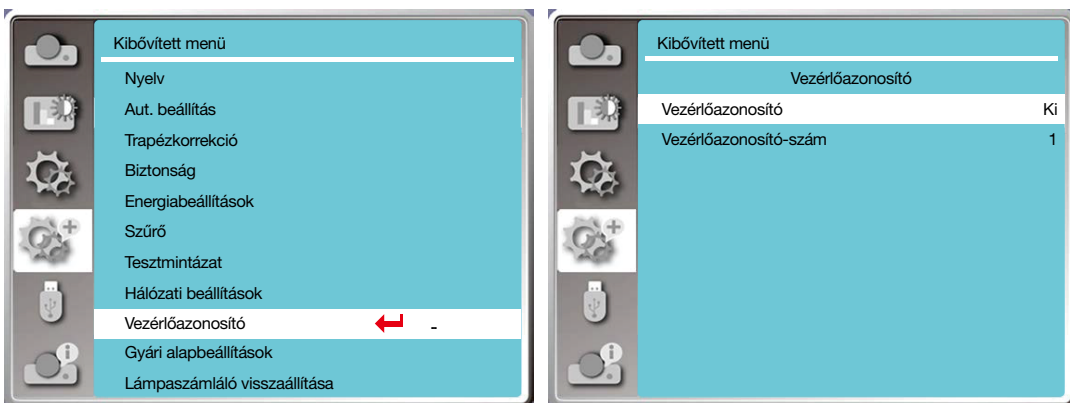 Kibővített menü
Nyelv
Aut. beállítás
Trapézkorrekció
Biztonság
Energiabeállítások
Szűrő
Tesztmintázat
Hálózati beállítások
Vezérlőazonosító -
Gyári alapbeállítások
Lámpaszámláló visszaállítása
Kibővített menü
Vezérlőazonosító
Vezérlőazonosító Ki
Vezérlőazonosító-szám 1